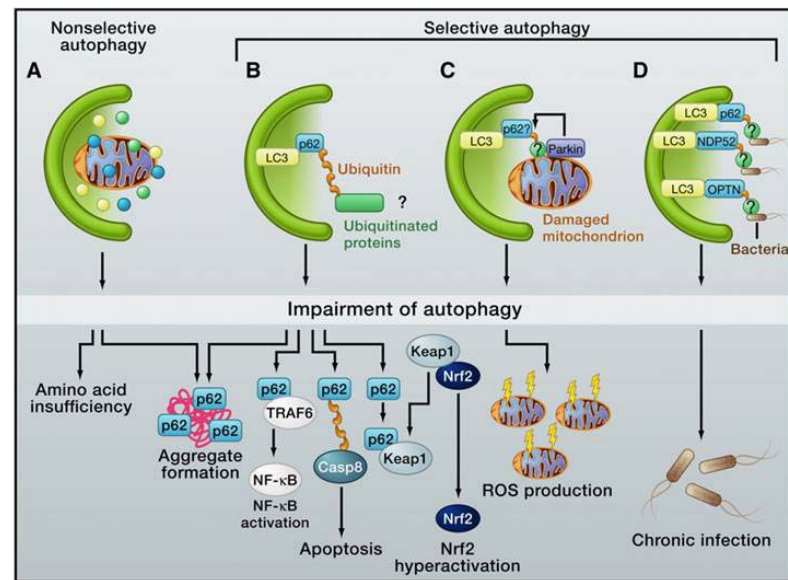 Nonselective
autophagy
Selective autophagy
A
B
C
D
LC3
p62
Ubiquitin
?
Ubiquitinated
proteins
LC3
p62?
?
Parkin
Damaged
mitochondrion
LC3
p62
?
LC3
NDP52
?
LC3
OPTN
?
Bacteria
Impairment of autophagy
Amino acid
insufficiency
p62
p62
p62
Aggregate
formation
p62
TRAF6
NF-κB
NF-κB
activation
p62
Casp8
Apoptosis
p62
p62
Keap1
Keap1
Nrf2
Nrf2
Nrf2
hyperactivation
ROS production
Chronic infection